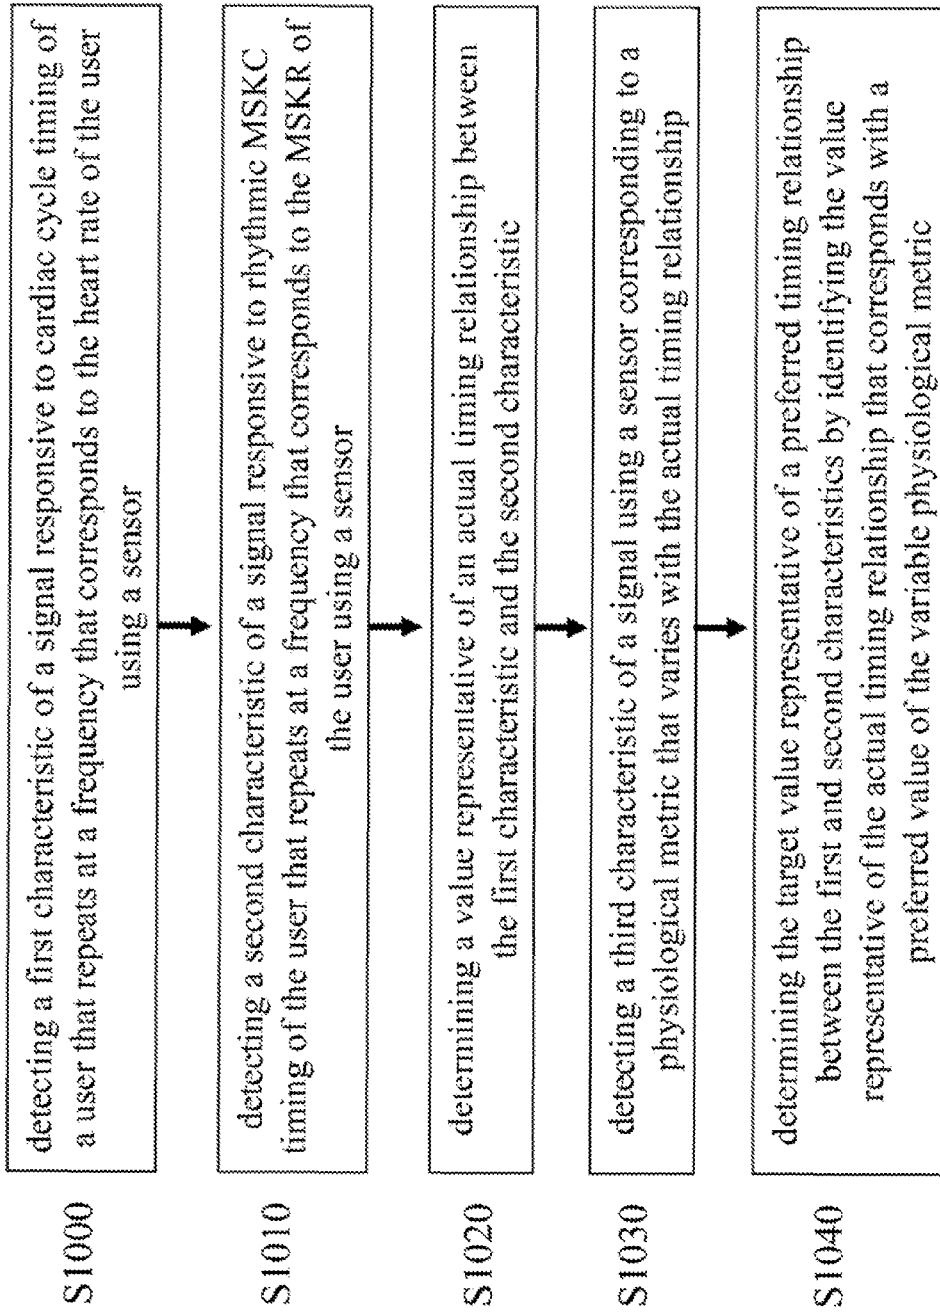 S1000
detecting a first characteristic of a signal responsive to cardiac cycle timing of
a user that repeats at a frequency that corresponds to the heart rate of the user
using a sensor
S1010
detecting a second characteristic of a signal responsive to rhythmic MSKC
timing of the user that repeats at a frequency that corresponds to the MSKR of
the user using a sensor
S1020
determining a value representative of an actual timing relationship between
the first characteristic and the second characteristic
S1030
detecting a third characteristic of a signal using a sensor corresponding to a
physiological metric that varies with the actual timing relationship
S1040
determining the target value representative of a preferred timing relationship
between the first and second characteristics by identifying the value
representative of the actual timing relationship that corresponds with a
preferred value of the variable physiological metric